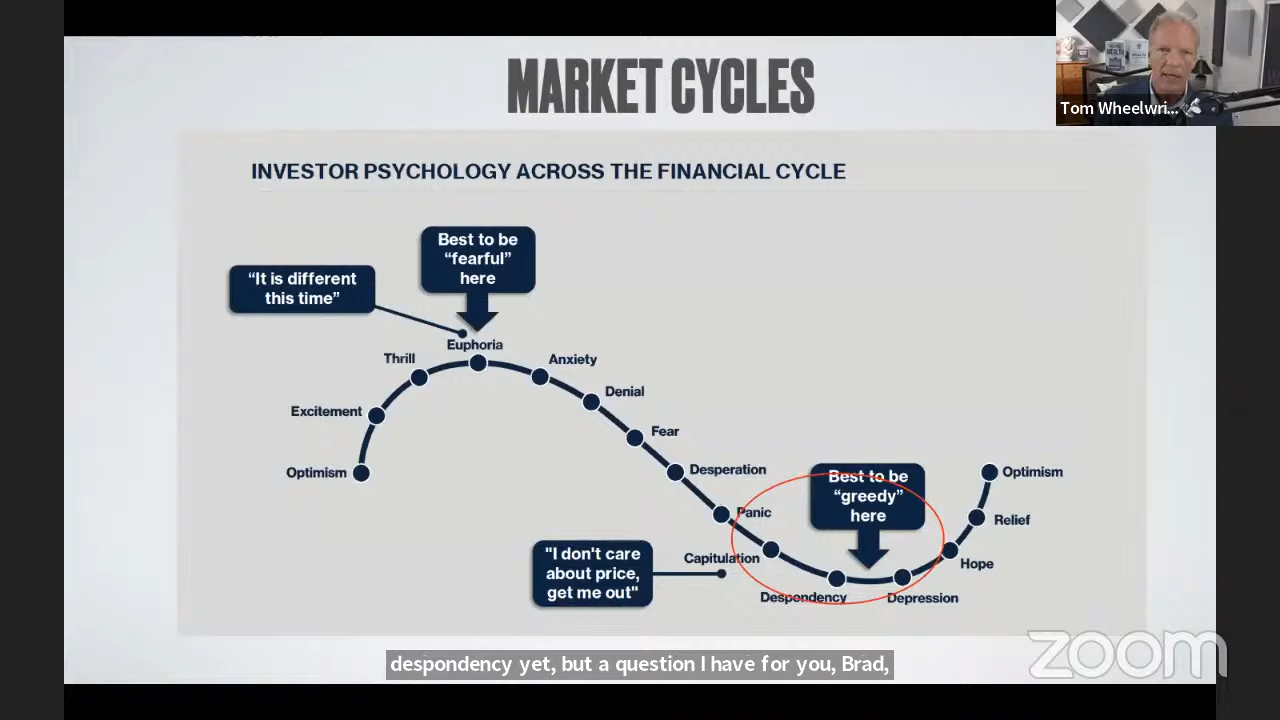 MARKET CYCLES
Tom Wheelwri...
INVESTOR PSYCHOLOGY ACROSS THE FINANCIAL CYCLE
Best to be
“fearful”
here
“It is different
this time”
Euphoria
Thrill
Anxiety
Denial
Excitement
Fear
Optimism
Desperation
Best to be
“greedy”
here
Optimism
Panic
Relief
"I don't care
about price,
get me out"
Capitulation
Hope
Despondency
Depression
zoom
despondency yet, but a question I have for you, Brad,